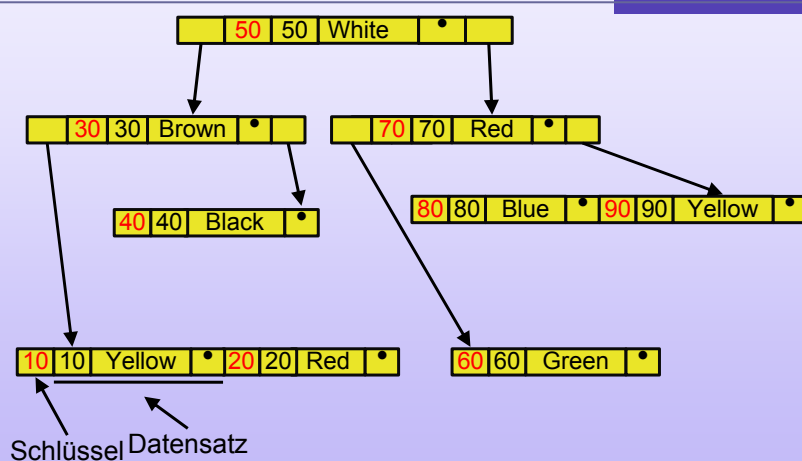 50 50 White •
30 30 Brown •
70 70 Red •
40 40 Black •
80 80 Blue • 90 90 Yellow •
10 10 Yellow • 20 20 Red •
60 60 Green •
Schlüssel Datensatz